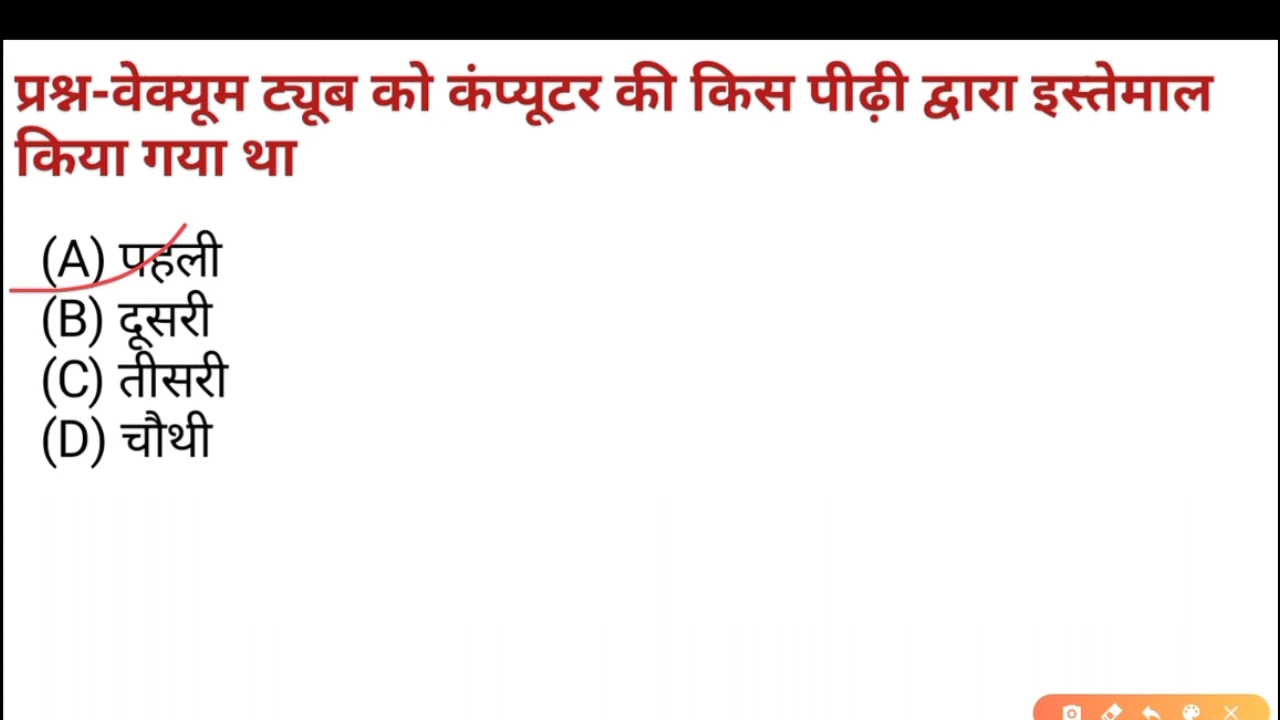 प्रश्न-वेक्यूम ट्यूब को कंप्यूटर की किस पीढ़ी द्वारा इस्तेमाल
किया गया था
(A) पहली
(B) दूसरी
(C) तीसरी
(D) चौथी